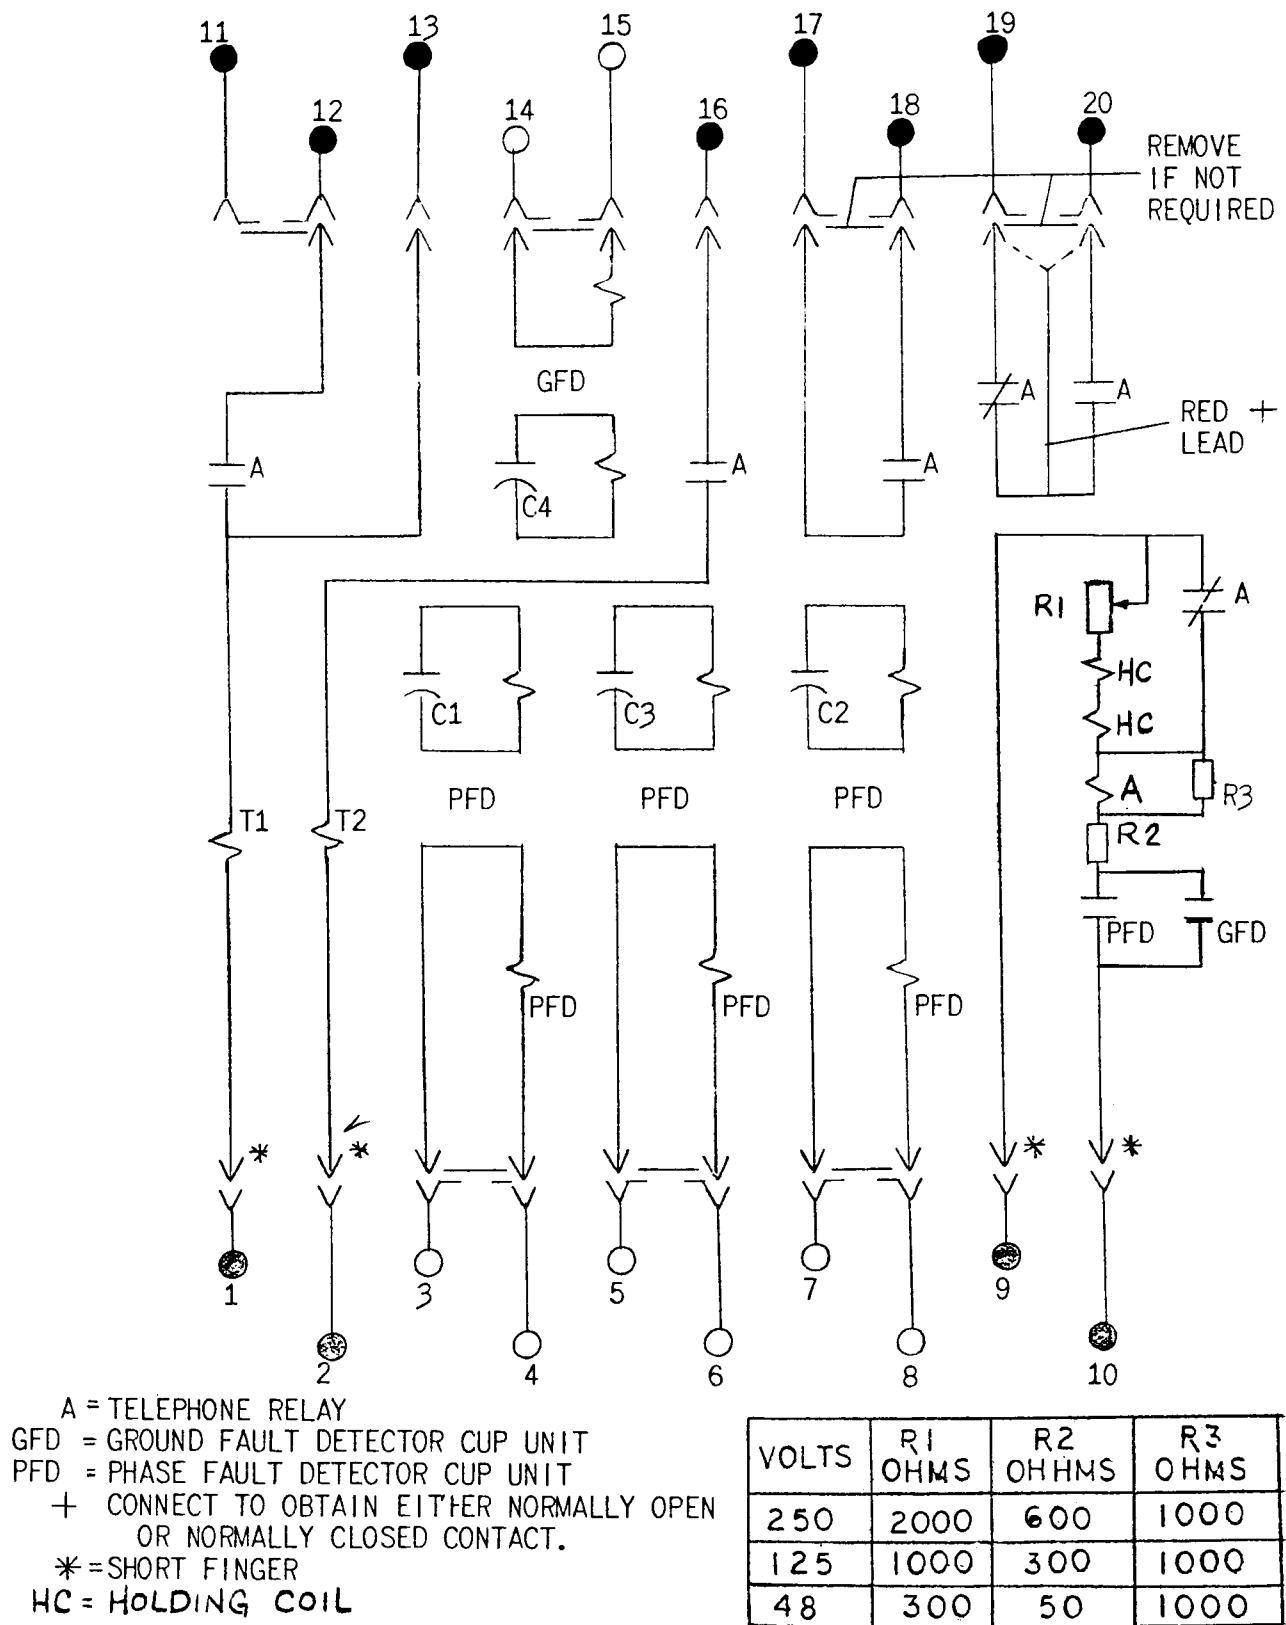 11
13
15
17
19
12
14
16
18
20
REMOVE
IF NOT
REQUIRED
GFD
A
A
RED +
LEAD
A
C4
A
A
R1
A
HC
HC
C1
C3
C2
PFD
PFD
PFD
A
R3
T1
T2
R2
PFD
GFD
PFD
PFD
PFD
*
*
*
*
1
3
5
7
9
2
4
6
8
10
A = TELEPHONE RELAY
GFD = GROUND FAULT DETECTOR CUP UNIT
PFD = PHASE FAULT DETECTOR CUP UNIT
+ CONNECT TO OBTAIN EITHER NORMALLY OPEN
OR NORMALLY CLOSED CONTACT.
* = SHORT FINGER
HC = HOLDING COIL
VOLTS R1 OHMS R2 OHHMS R3 OHMS
250 2000 600 1000
125 1000 300 1000
48 300 50 1000